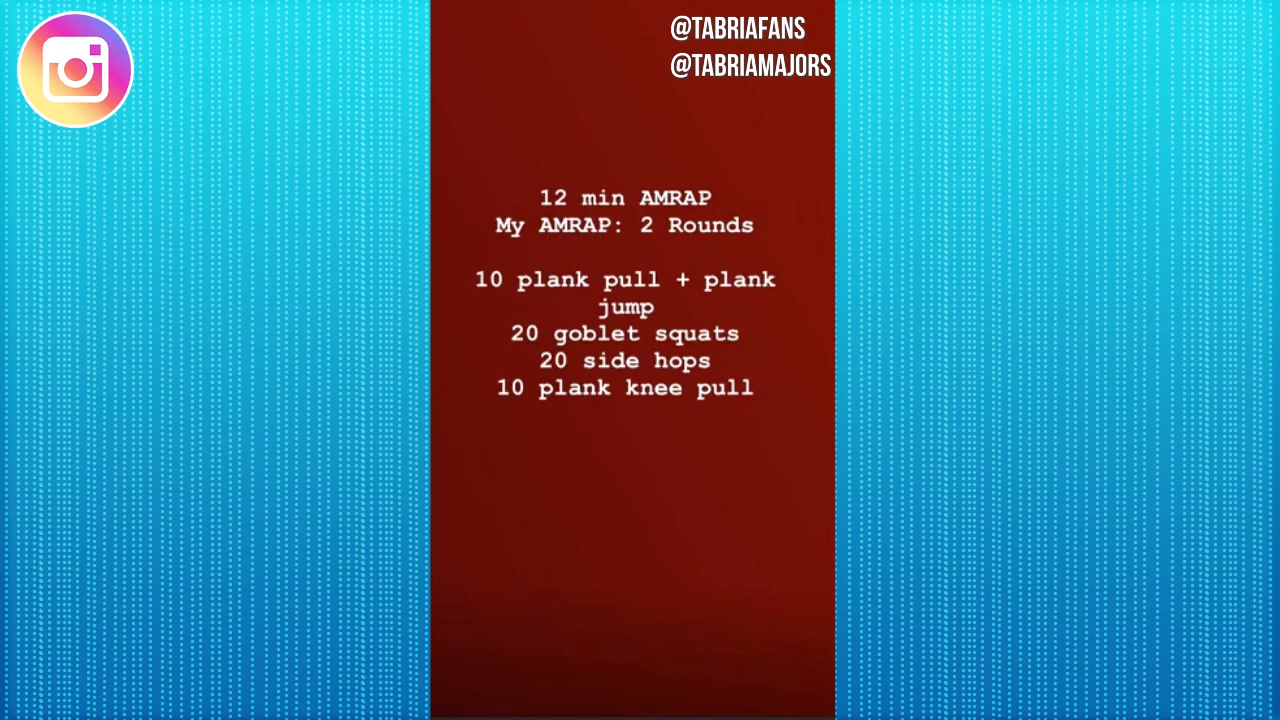 @TABRIAFANS
@TABRIAMAJORS
12 min AMRAP
My AMRAP: 2 Rounds
10 plank pull + plank
jump
20 goblet squats
20 side hops
10 plank knee pull